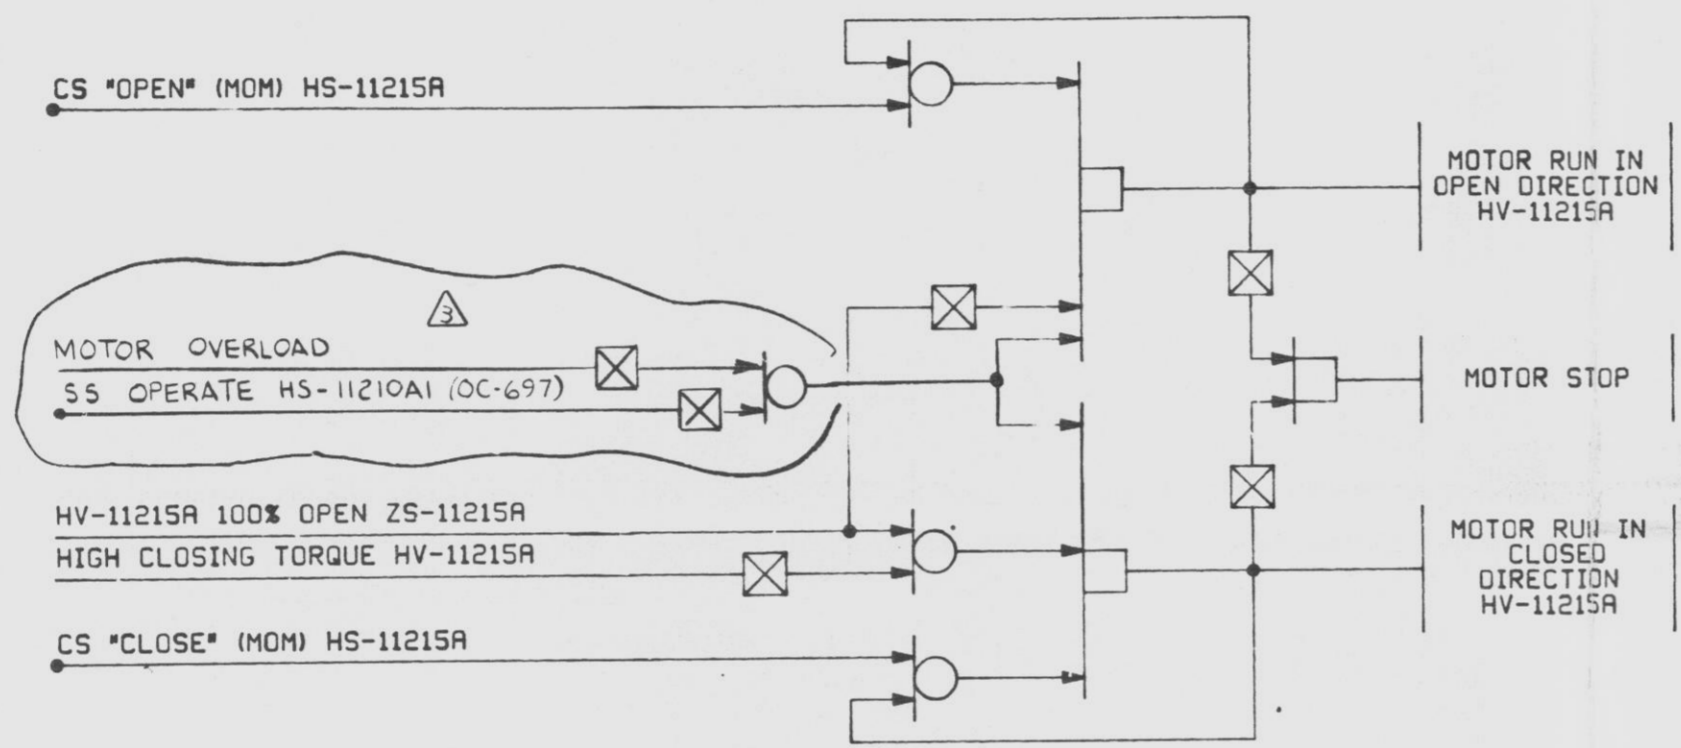 CS "OPEN" (MOM) HS-11215A
MOTOR RUN IN
OPEN DIRECTION
HV-11215A
3
MOTOR OVERLOAD
SS OPERATE HS-11210A1 (OC-697)
MOTOR STOP
HV-11215A 100% OPEN ZS-11215A
HIGH CLOSING TORQUE HV-11215A
MOTOR RUN IN
CLOSED
DIRECTION
HV-11215A
CS "CLOSE" (MOM) HS-11215A